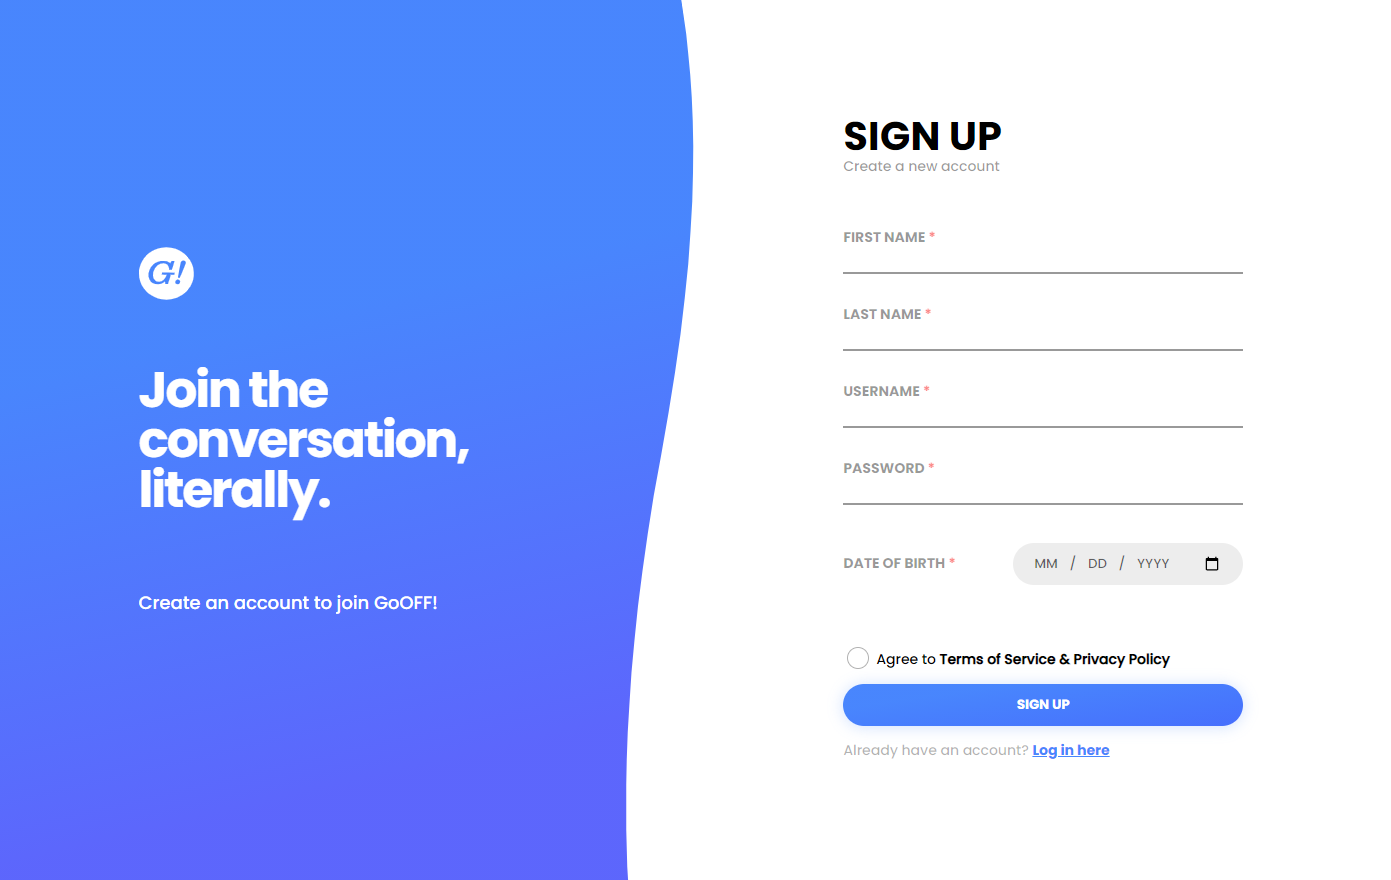 G!
Join the
conversation,
literally.
Create an account to join GoOFF!
SIGN UP
Create a new account
FIRST NAME *
LAST NAME *
USERNAME *
PASSWORD *
DATE OF BIRTH * MM / DD / YYYY
Agree to Terms of Service & Privacy Policy
SIGN UP
Already have an account? Log in here